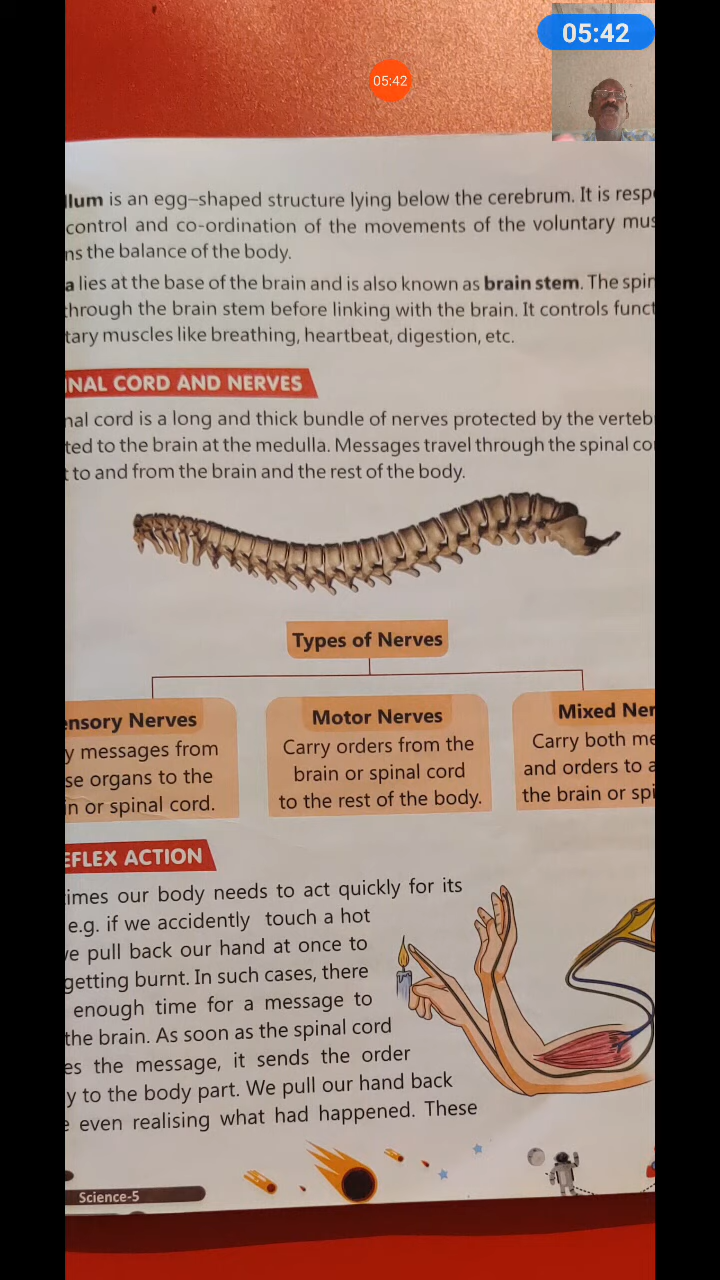 05:42
05:42
llum is an egg-shaped structure lying below the cerebrum. It is resp
control and co-ordination of the movements of the voluntary mus
ns the balance of the body.
a lies at the base of the brain and is also known as brain stem. The spin
through the brain stem before linking with the brain. It controls funct
tary muscles like breathing, heartbeat, digestion, etc.
INAL CORD AND NERVES
nal cord is a long and thick bundle of nerves protected by the verteb
ted to the brain at the medulla. Messages travel through the spinal co
t to and from the brain and the rest of the body.
Types of Nerves
ensory Nerves
y messages from
se organs to the
in or spinal cord.
Motor Nerves
Carry orders from the
brain or spinal cord
to the rest of the body.
Mixed Ner
Carry both me
and orders to a
the brain or spi
EFLEX ACTION
imes our body needs to act quickly for its
e.g. if we accidently touch a hot
ve pull back our hand at once to
getting burnt. In such cases, there
enough time for a message to
the brain. As soon as the spinal cord
es the message, it sends the order
y to the body part. We pull our hand back
e even realising what had happened. These
Science-5